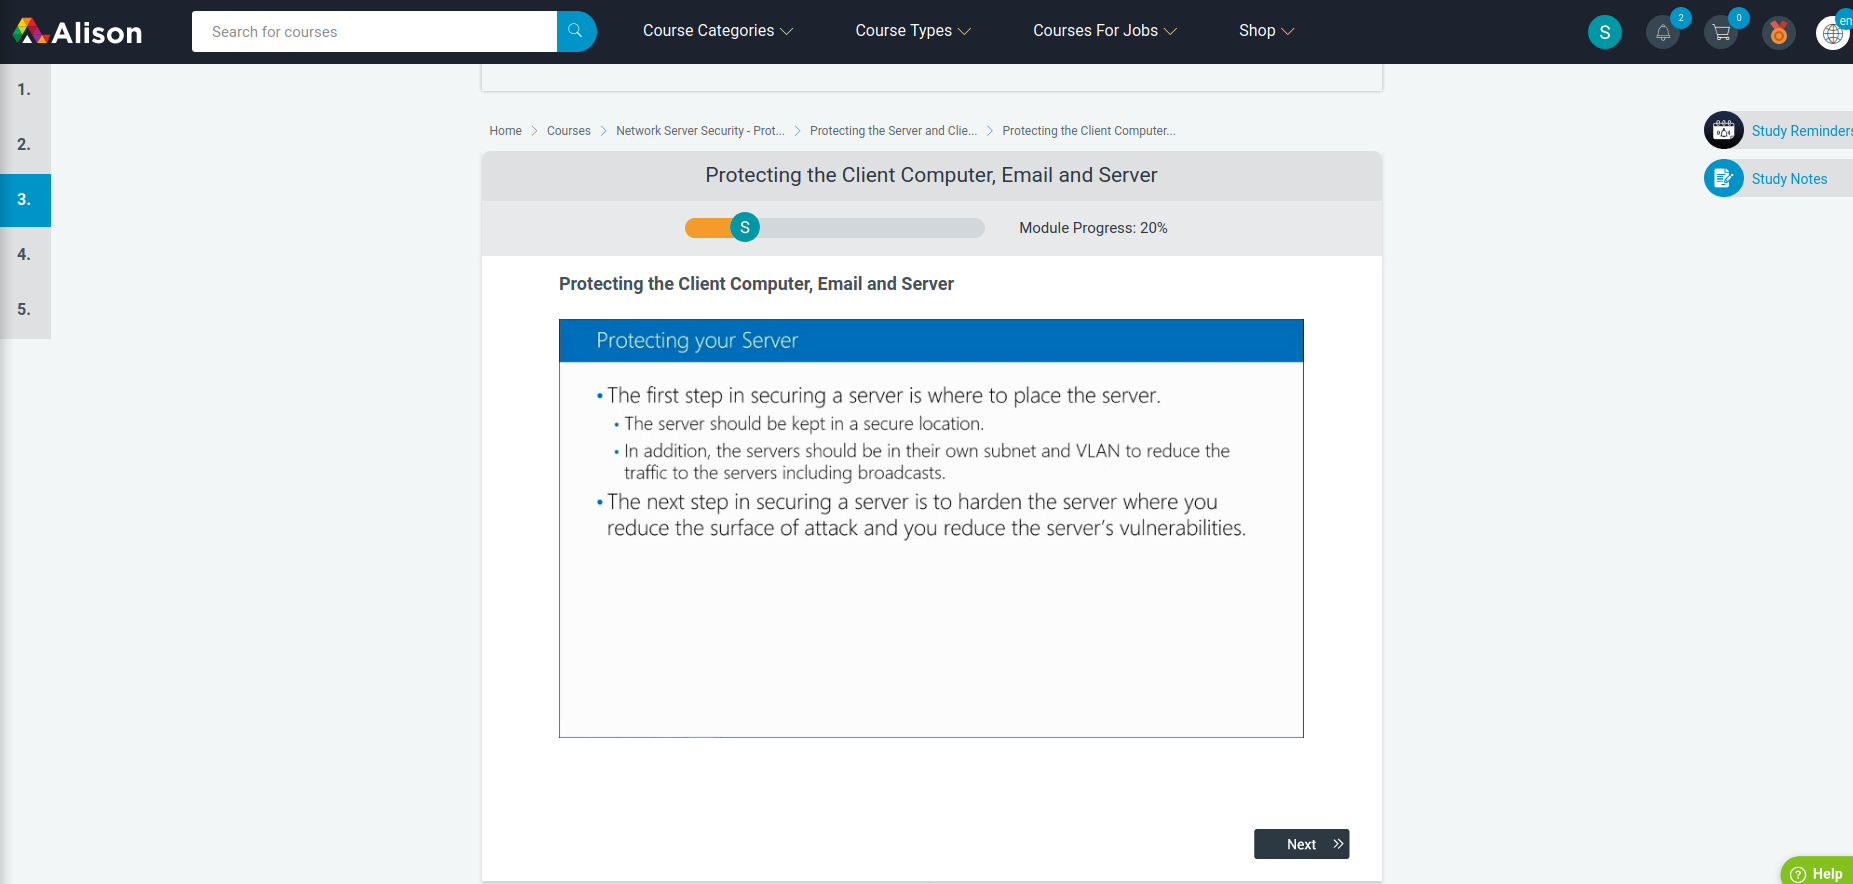 Alison
Search for courses
Course Categories
Course Types
Courses For Jobs
Shop
S
2
0
en
1.
2.
3.
4.
5.
Home
Courses
Network Server Security - Prot...
Protecting the Server and Clie...
Protecting the Client Computer...
Study Reminders
Study Notes
Protecting the Client Computer, Email and Server
S
Module Progress: 20%
Protecting the Client Computer, Email and Server
Protecting your Server
• The first step in securing a server is where to place the server.
• The server should be kept in a secure location.
• In addition, the servers should be in their own subnet and VLAN to reduce the
traffic to the servers including broadcasts.
• The next step in securing a server is to harden the server where you
reduce the surface of attack and you reduce the server's vulnerabilities.
Next
? Help